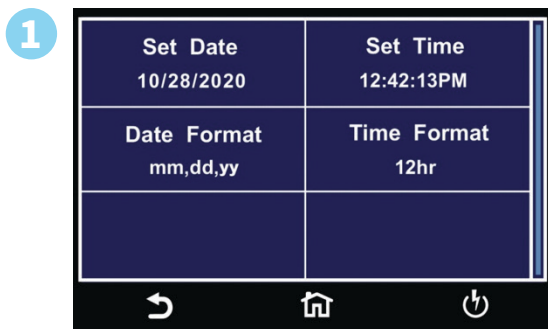 1
Set Date
10/28/2020
Set Time
12:42:13PM
Date Format
mm,dd,yy
Time Format
12hr